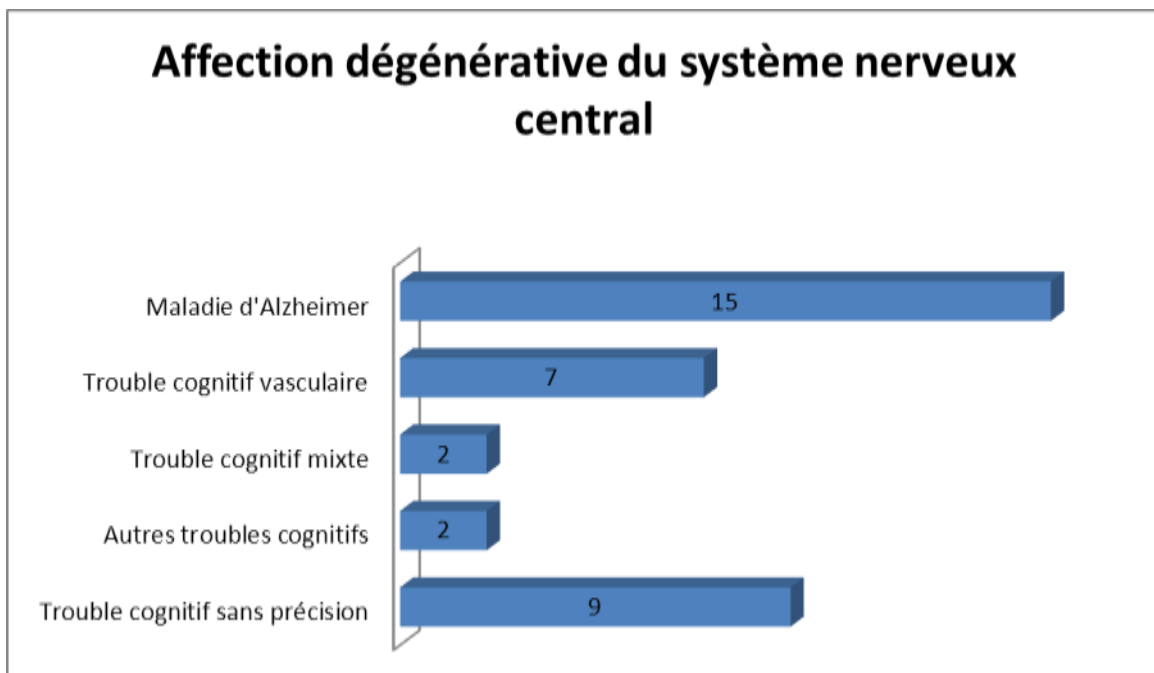 Affection dégénérative du système nerveux
central
Maladie d'Alzheimer
15
Trouble cognitif vasculaire
7
Trouble cognitif mixte
2
Autres troubles cognitifs
2
Trouble cognitif sans précision
9